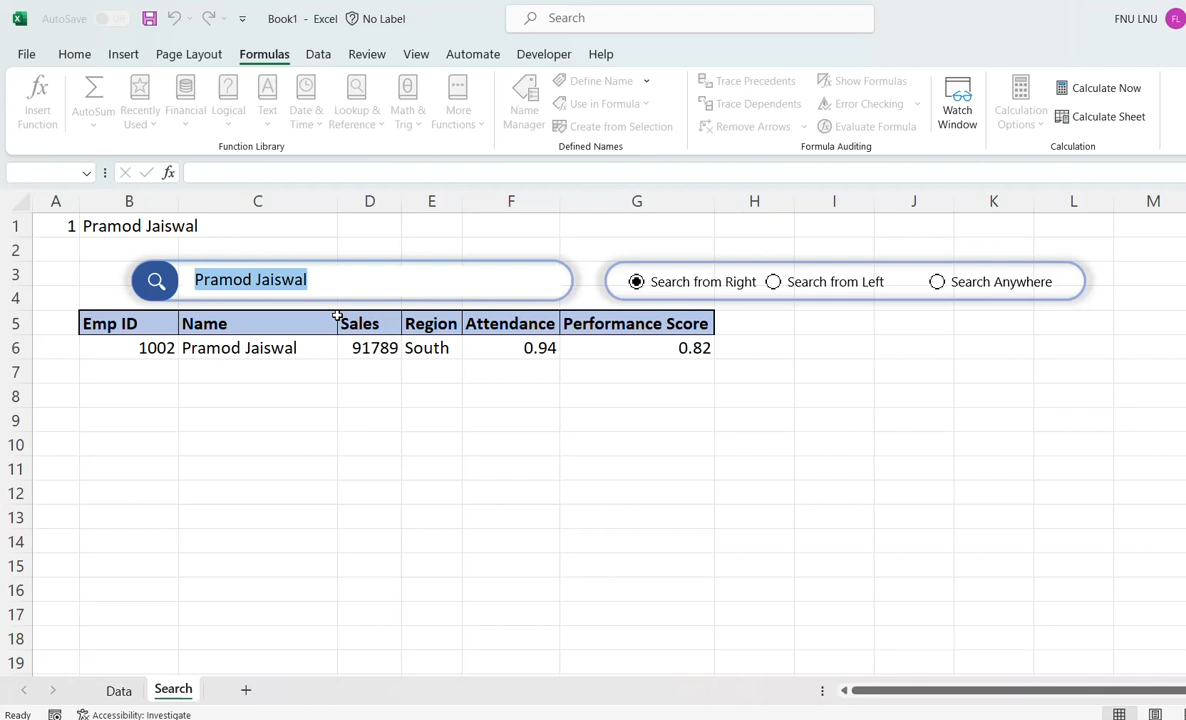 AutoSave Off Book1 - Excel No Label Search FNU LNU FL
File Home Insert Page Layout Formulas Data Review View Automate Developer Help
Insert Function
AutoSum
Recently Used
Financial
Logical
Text
Date & Time
Lookup & Reference
Math & Trig
More Functions
Function Library
Name Manager
Define Name
Use in Formula
Create from Selection
Defined Names
Trace Precedents
Trace Dependents
Remove Arrows
Show Formulas
Error Checking
Evaluate Formula
Formula Auditing
Watch Window
Calculation Options
Calculate Now
Calculate Sheet
Calculation
fx
A B C D E F G H I J K L M
1 1 Pramod Jaiswal
2
3 Pramod Jaiswal Search from Right Search from Left Search Anywhere
4
5 Emp ID Name Sales Region Attendance Performance Score
6 1002 Pramod Jaiswal 91789 South 0.94 0.82
7
8
9
10
11
12
13
14
15
16
17
18
19
Data Search
Ready Accessibility: Investigate